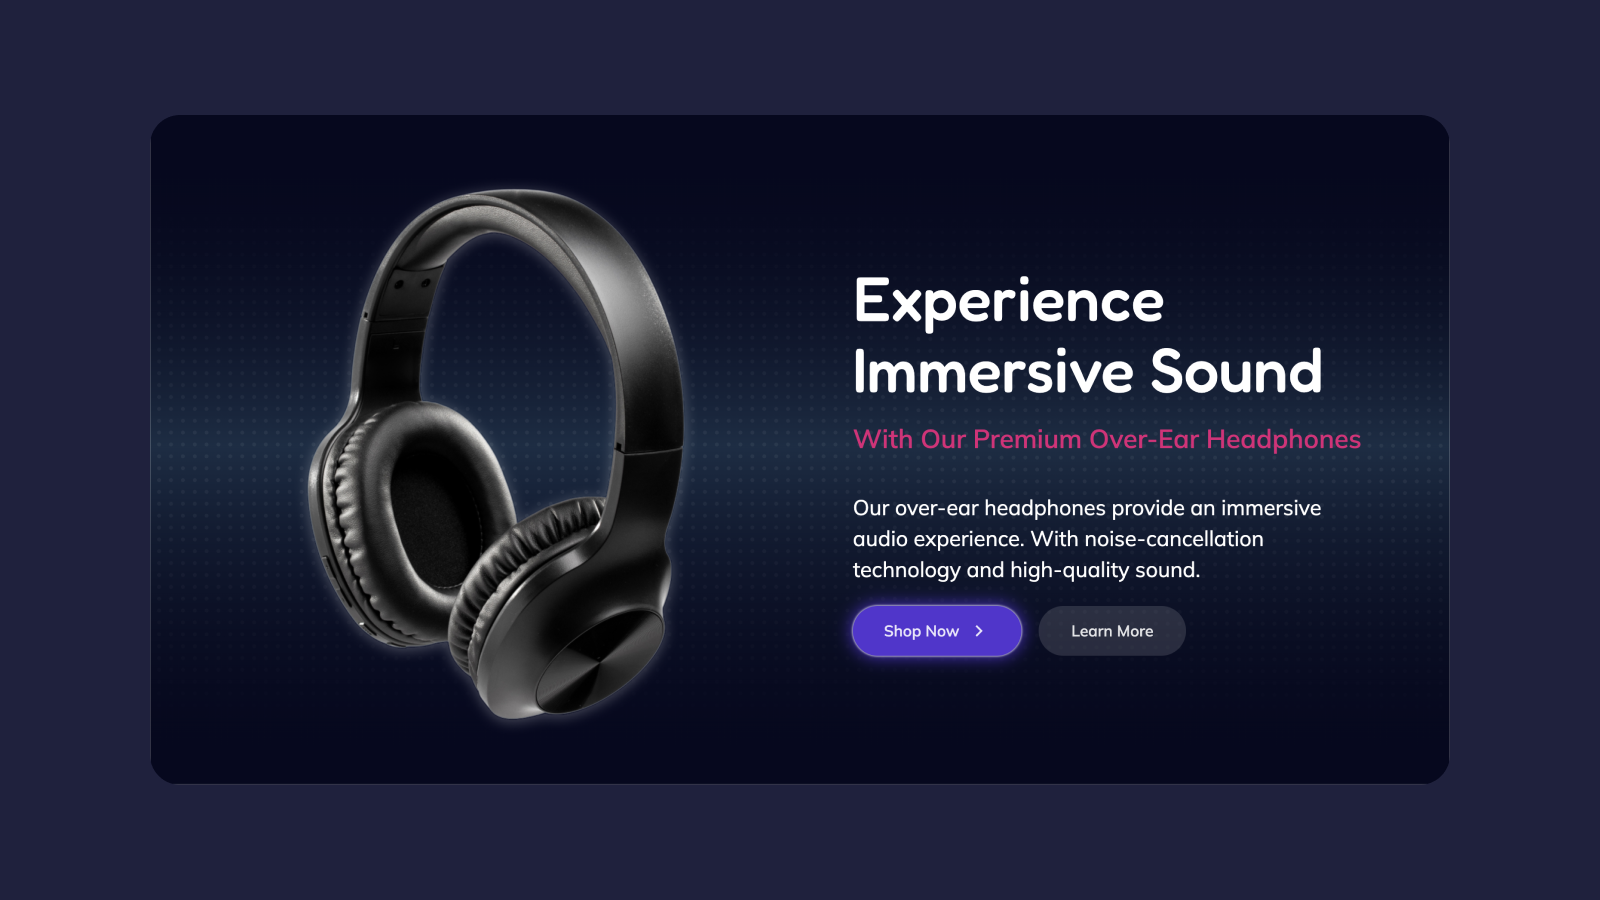 Experience
Immersive Sound
With Our Premium Over-Ear Headphones
Our over-ear headphones provide an immersive
audio experience. With noise-cancellation
technology and high-quality sound.
Shop Now
Learn More